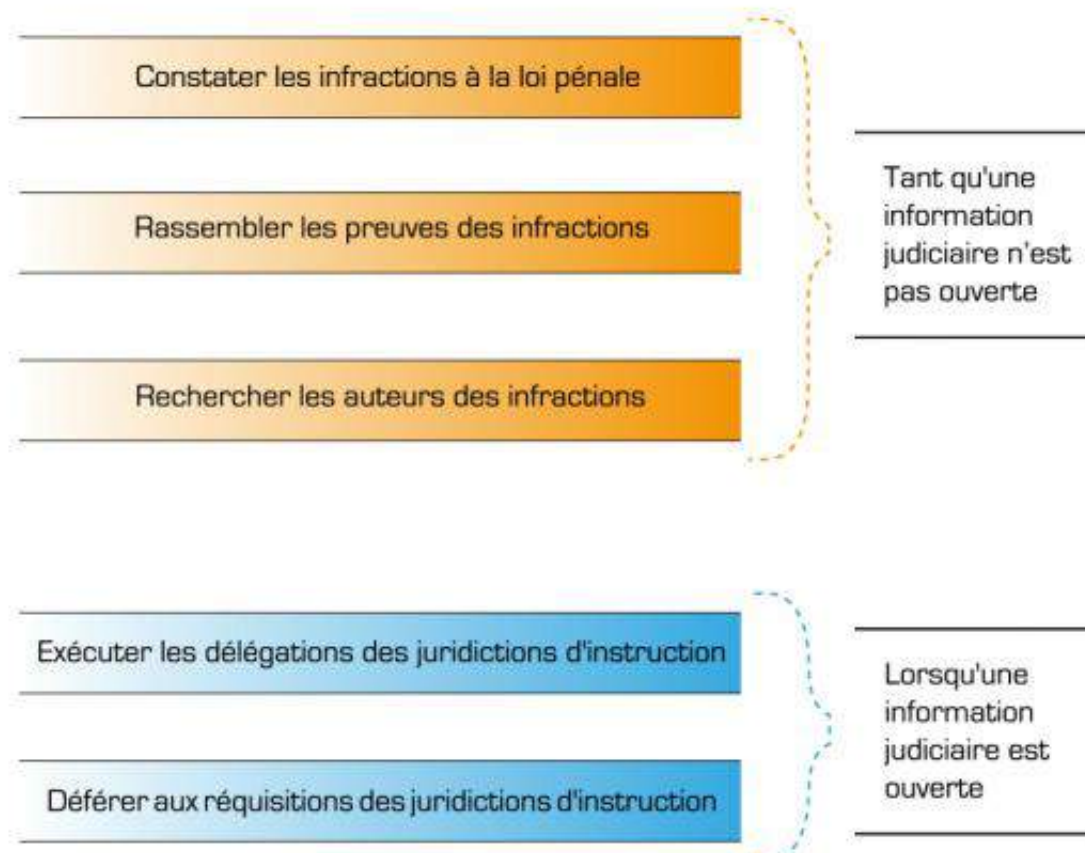 Constater les infractions à la loi pénale
Rassembler les preuves des infractions
Rechercher les auteurs des infractions
Tant qu'une
information
judiciaire n'est
pas ouverte
Exécuter les délégations des juridictions d'instruction
Déférer aux réquisitions des juridictions d'instruction
Lorsqu'une
information
judiciaire est
ouverte